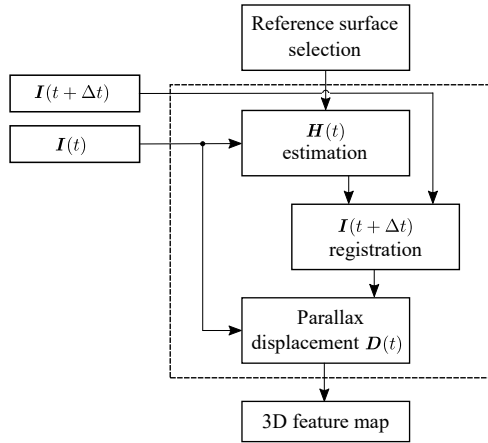 Reference surface
selection
I(t + Δt)
I(t)
H(t)
estimation
I(t + Δt)
registration
Parallax
displacement D(t)
3D feature map